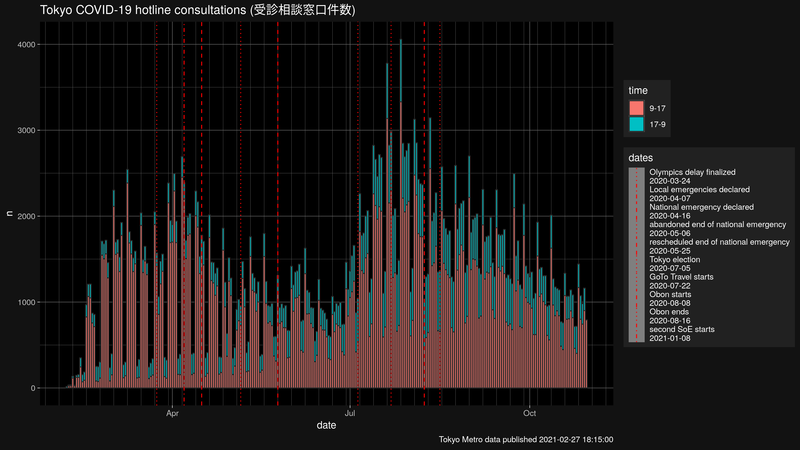 Tokyo COVID-19 hotline consultations (受診相談窓口件数)
4000
3000
2000
1000
0
n
Apr
Jul
Oct
date
time
9-17
17-9
dates
Olympics delay finalized
2020-03-24
Local emergencies declared
2020-04-07
National emergency declared
2020-04-16
abandoned end of national emergency
2020-05-06
rescheduled end of national emergency
2020-05-25
Tokyo election
2020-07-05
GoTo Travel starts
2020-07-22
Obon starts
2020-08-08
Obon ends
2020-08-16
second SoE starts
2021-01-08
Tokyo Metro data published 2021-02-27 18:15:00